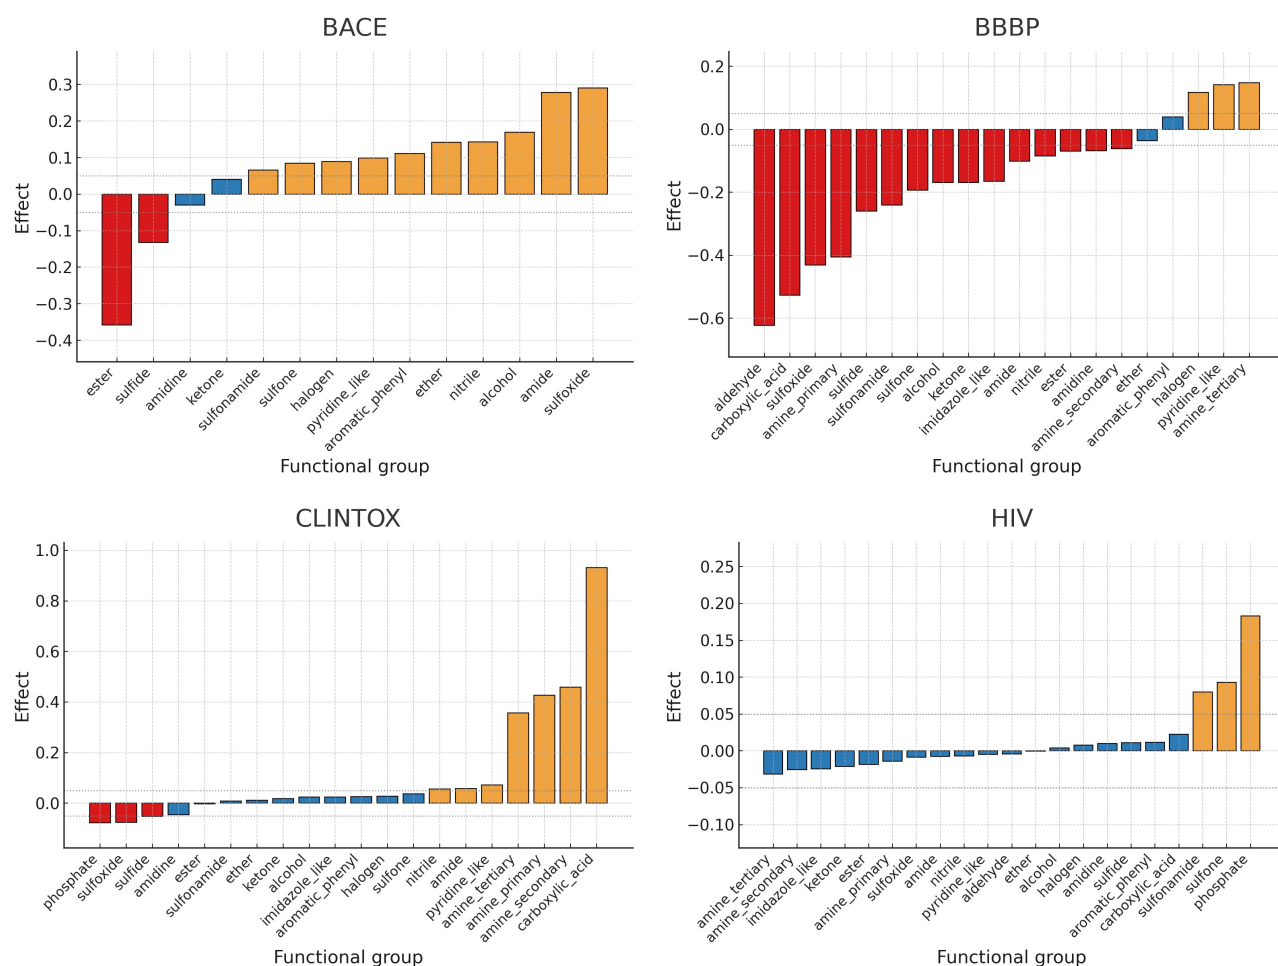 BACE
Effect
0.3
0.2
0.1
0.0
−0.1
−0.2
−0.3
−0.4
ester
sulfide
amidine
ketone
sulfonamide
sulfone
halogen
pyridine_like
aromatic_phenyl
ether
nitrile
alcohol
amide
sulfoxide
Functional group
BBBP
Effect
0.2
0.0
−0.2
−0.4
−0.6
aldehyde
carboxylic_acid
sulfoxide
amine_primary
sulfide
sulfonamide
sulfone
alcohol
ketone
imidazole_like
amide
nitrile
ester
amidine
amine_secondary
ether
aromatic_phenyl
halogen
pyridine_like
amine_tertiary
Functional group
CLINTOX
Effect
1.0
0.8
0.6
0.4
0.2
0.0
phosphate
sulfoxide
sulfide
amidine
ester
sulfonamide
ether
ketone
alcohol
imidazole_like
aromatic_phenyl
halogen
sulfone
nitrile
amide
pyridine_like
amine_tertiary
amine_primary
amine_secondary
carboxylic_acid
Functional group
HIV
Effect
0.25
0.20
0.15
0.10
0.05
0.00
−0.05
−0.10
amine_tertiary
amine_secondary
imidazole_like
ketone
ester
amine_primary
sulfoxide
amide
nitrile
pyridine_like
aldehyde
ether
alcohol
halogen
amidine
sulfide
aromatic_phenyl
carboxylic_acid
sulfonamide
sulfone
phosphate
Functional group